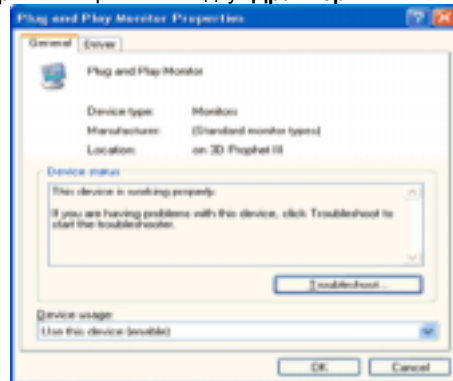 Plug and Play Monitor Properties
General Driver
Plug and Play Monitor
Device type: Monitors
Manufacturer: (Standard monitor types)
Location: on 3D Prophet III
Device status
This device is working properly.
If you are having problems with this device, click Troubleshoot to
start the troubleshooter.
Troubleshoot...
Device usage:
Use this device (enable)
OK Cancel